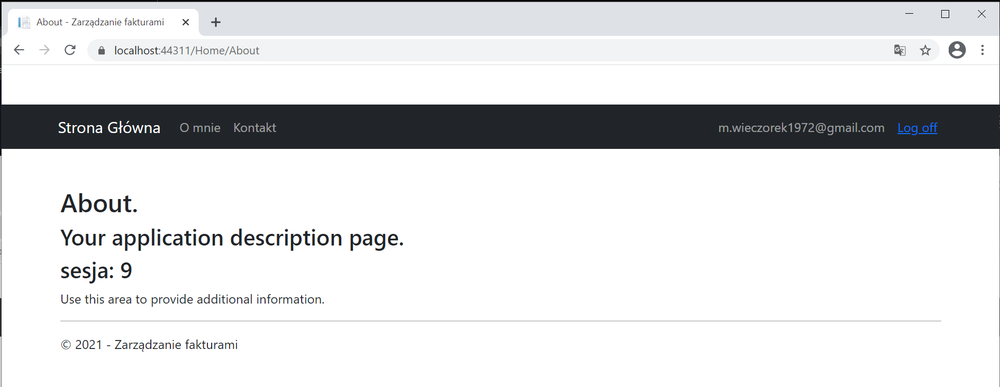 About - Zarządzanie fakturami
localhost:44311/Home/About
Strona Główna O mnie Kontakt m.wieczorek1972@gmail.com Log off
About.
Your application description page.
sesja: 9
Use this area to provide additional information.
© 2021 - Zarządzanie fakturami